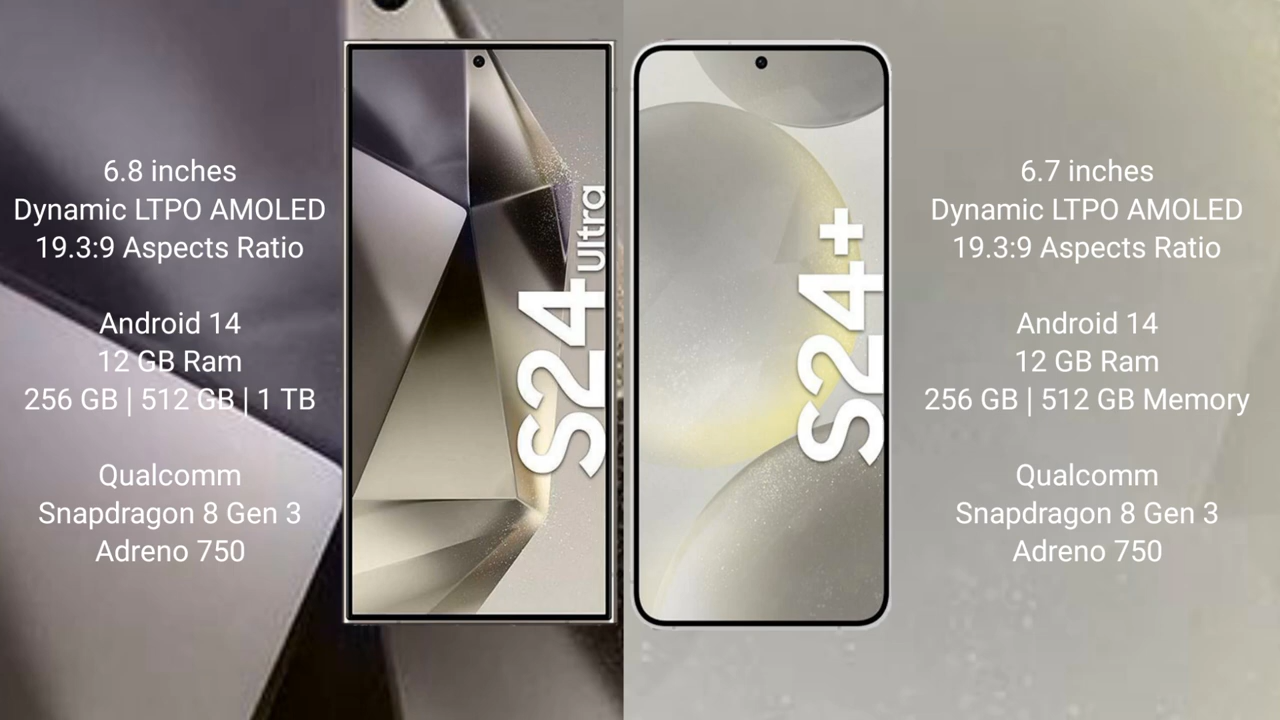 6.8 inches
Dynamic LTPO AMOLED
19.3:9 Aspects Ratio
Android 14
12 GB Ram
256 GB | 512 GB | 1 TB
Qualcomm
Snapdragon 8 Gen 3
Adreno 750
S24 ultra
S24+
6.7 inches
Dynamic LTPO AMOLED
19.3:9 Aspects Ratio
Android 14
12 GB Ram
256 GB | 512 GB Memory
Qualcomm
Snapdragon 8 Gen 3
Adreno 750